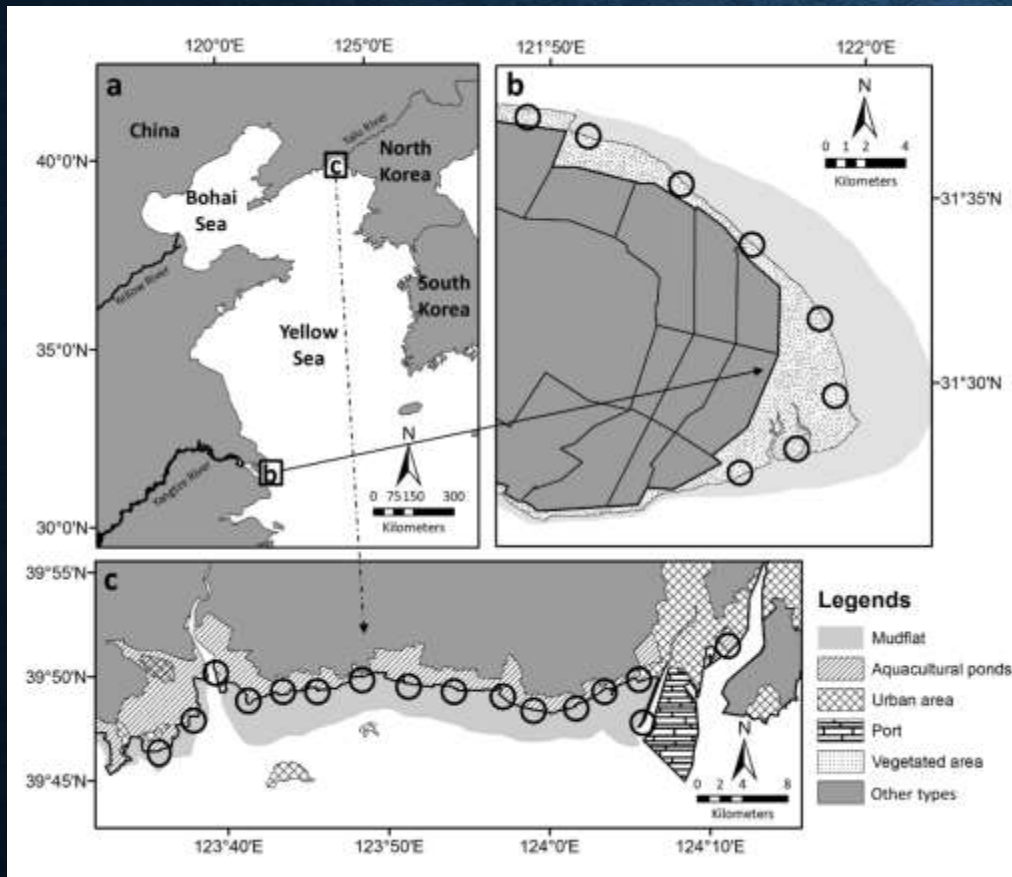 120°0'E
125°0'E
a
China
Yalu River
40°0'N
c
North
Korea
Bohai
Sea
Yellow River
South
Korea
Yellow
Sea
35°0'N
N
b
Yangtze River
0 75 150 300
Kilometers
30°0'N
121°50'E
122°0'E
b
N
0 1 2 4
Kilometers
31°35'N
31°30'N
39°55'N
c
39°50'N
39°45'N
N
0 2 4 8
Kilometers
123°40'E
123°50'E
124°0'E
124°10'E
Legends
Mudflat
Aquacultural ponds
Urban area
Port
Vegetated area
Other types